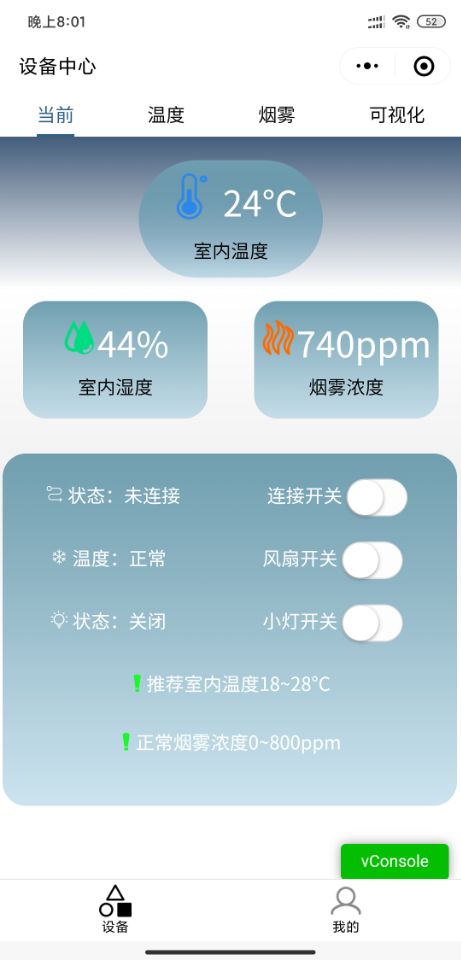 晚上8:01
52
设备中心
当前 温度 烟雾 可视化
24°C
室内温度
44%
室内湿度
740ppm
烟雾浓度
状态：未连接 连接开关
温度：正常 风扇开关
状态：关闭 小灯开关
推荐室内温度18~28°C
正常烟雾浓度0~800ppm
vConsole
设备 我的